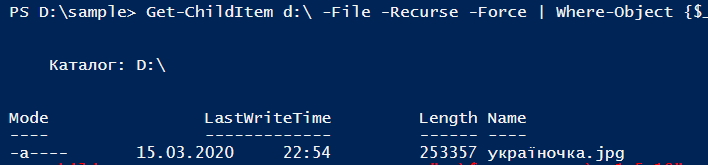 PS D:\sample> Get-ChildItem d:\ -File -Recurse -Force | Where-Object {$_
Каталог: D:\
Mode LastWriteTime Length Name
---- ------------- ------ ----
-a---- 15.03.2020 22:54 253357 україночка.jpg